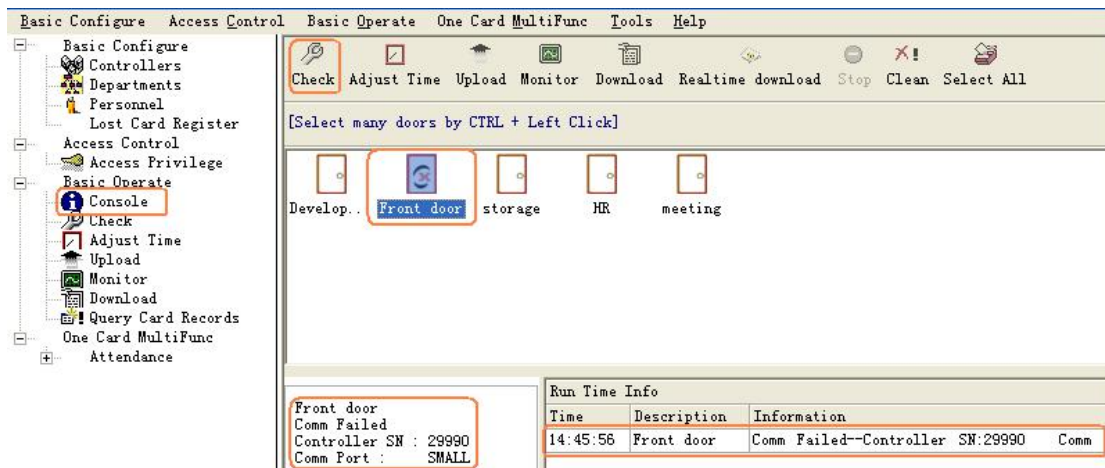 Basic Configure Access Control Basic Operate One Card MultiFunc Tools Help
Basic Configure
Controllers
Departments
Personnel
Lost Card Register
Access Control
Access Privilege
Basic Operate
Console
Check
Adjust Time
Upload
Monitor
Download
Query Card Records
One Card MultiFunc
Attendance
Check Adjust Time Upload Monitor Download Realtime download Stop Clean Select All
[Select many doors by CTRL + Left Click]
Develop.. Front door storage HR meeting
Front door
Comm Failed
Controller SN : 29990
Comm Port : SMALL
Run Time Info
Time Description Information
14:45:56 Front door Comm Failed--Controller SN:29990 Comm